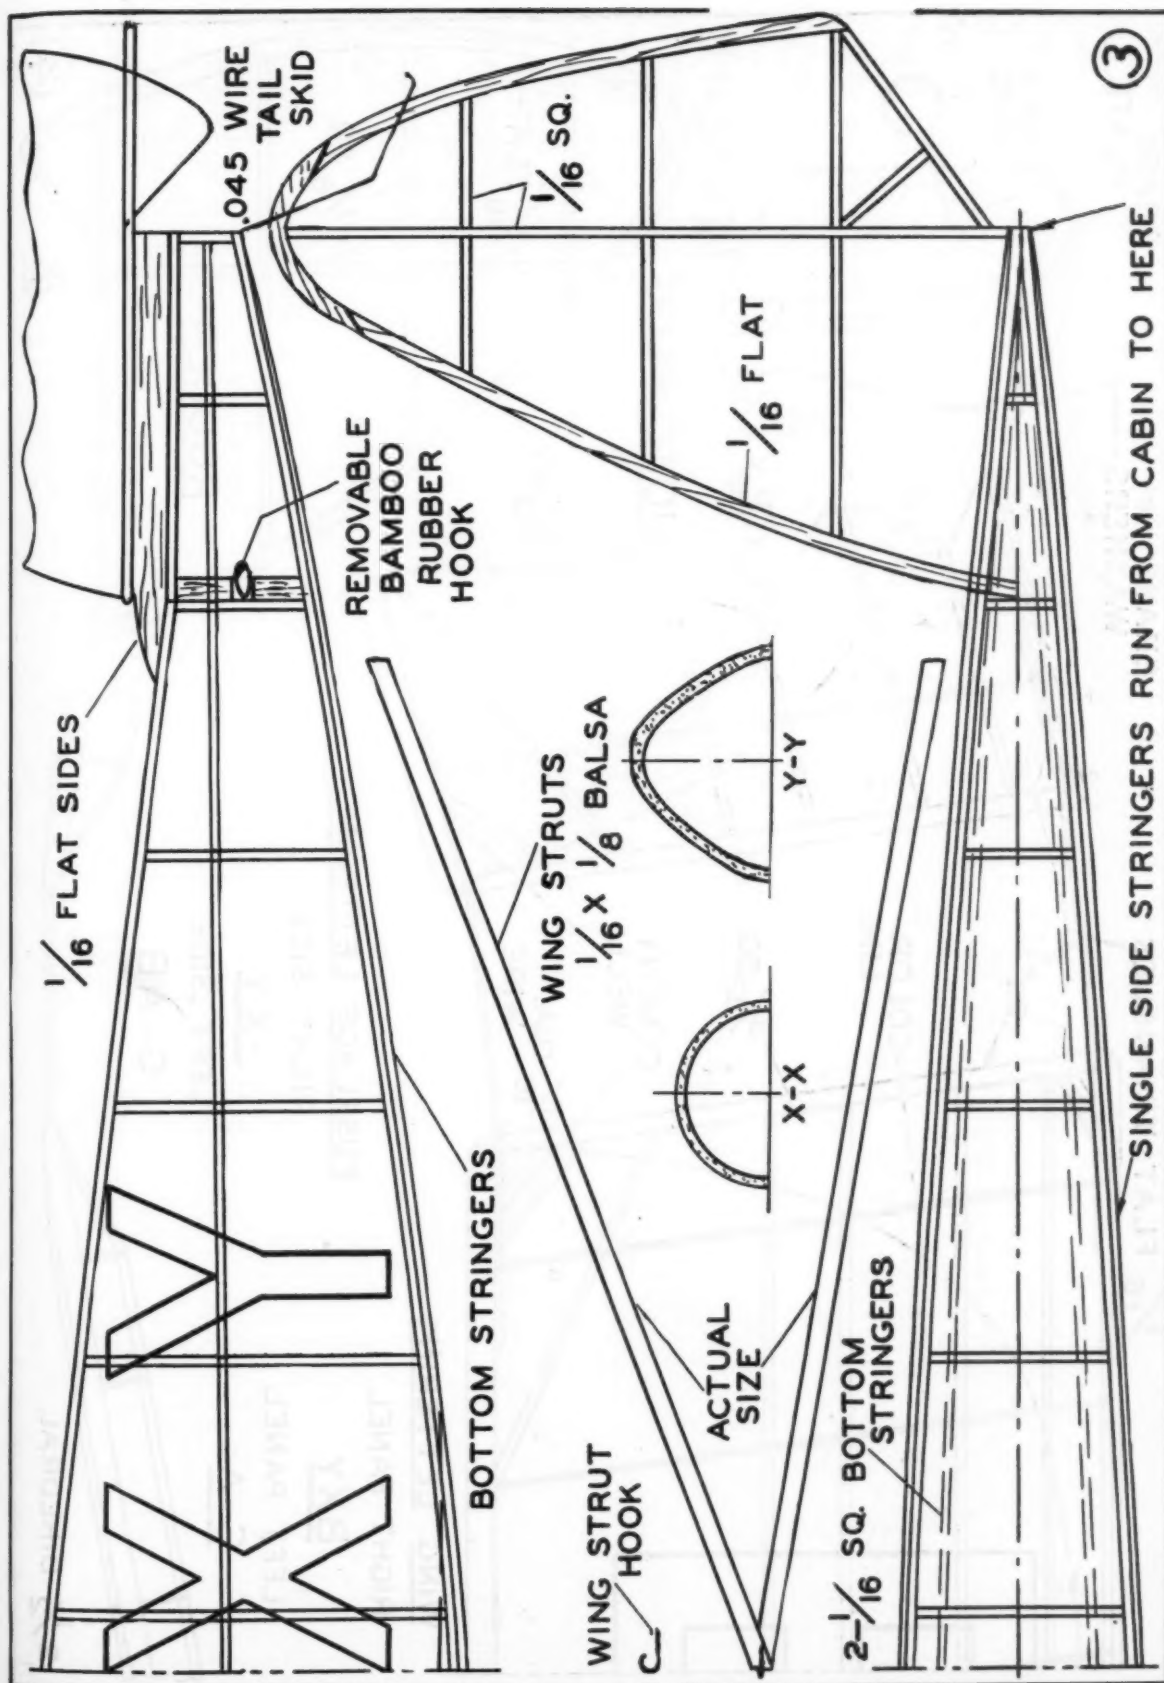 3
.045 WIRE
TAIL
SKID
1/16 SQ.
1/16 FLAT
REMOVABLE
BAMBOO
RUBBER
HOOK
1/16 FLAT SIDES
WING STRUTS
1/16 X 1/8 BALSA
Y-Y
X-X
X Y
BOTTOM STRINGERS
ACTUAL
SIZE
WING STRUT
HOOK
2-1/16 SQ. BOTTOM
STRINGERS
SINGLE SIDE STRINGERS RUN FROM CABIN TO HERE